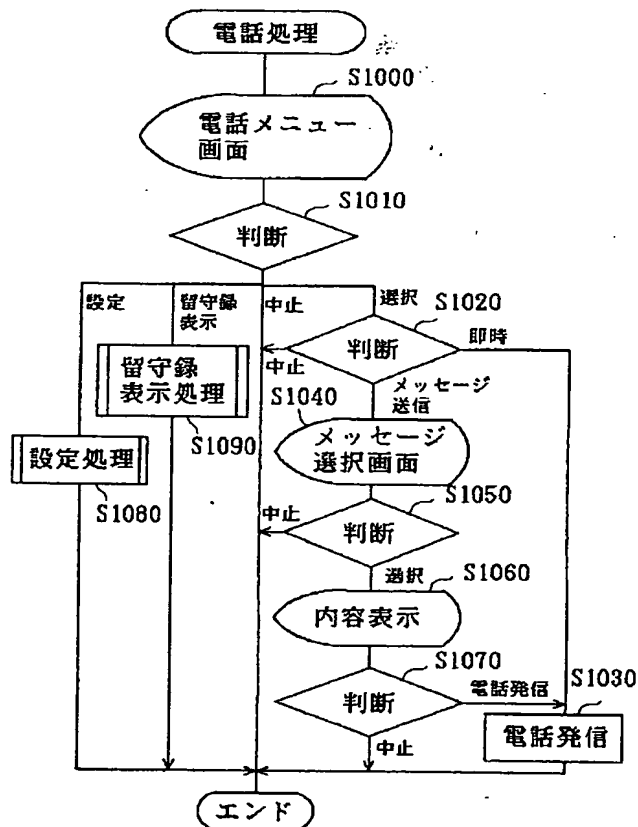 電話処理
S1000
電話メニュー
画面
S1010
判断
設定
留守録
表示
中止
選択
S1020
判断
即時
中止
メッセージ
送信
留守録
表示処理
S1090
S1040
メッセージ
選択画面
設定処理
S1080
S1050
中止
判断
選択
S1060
内容表示
S1070
判断
電話発信
S1030
電話発信
中止
エンド